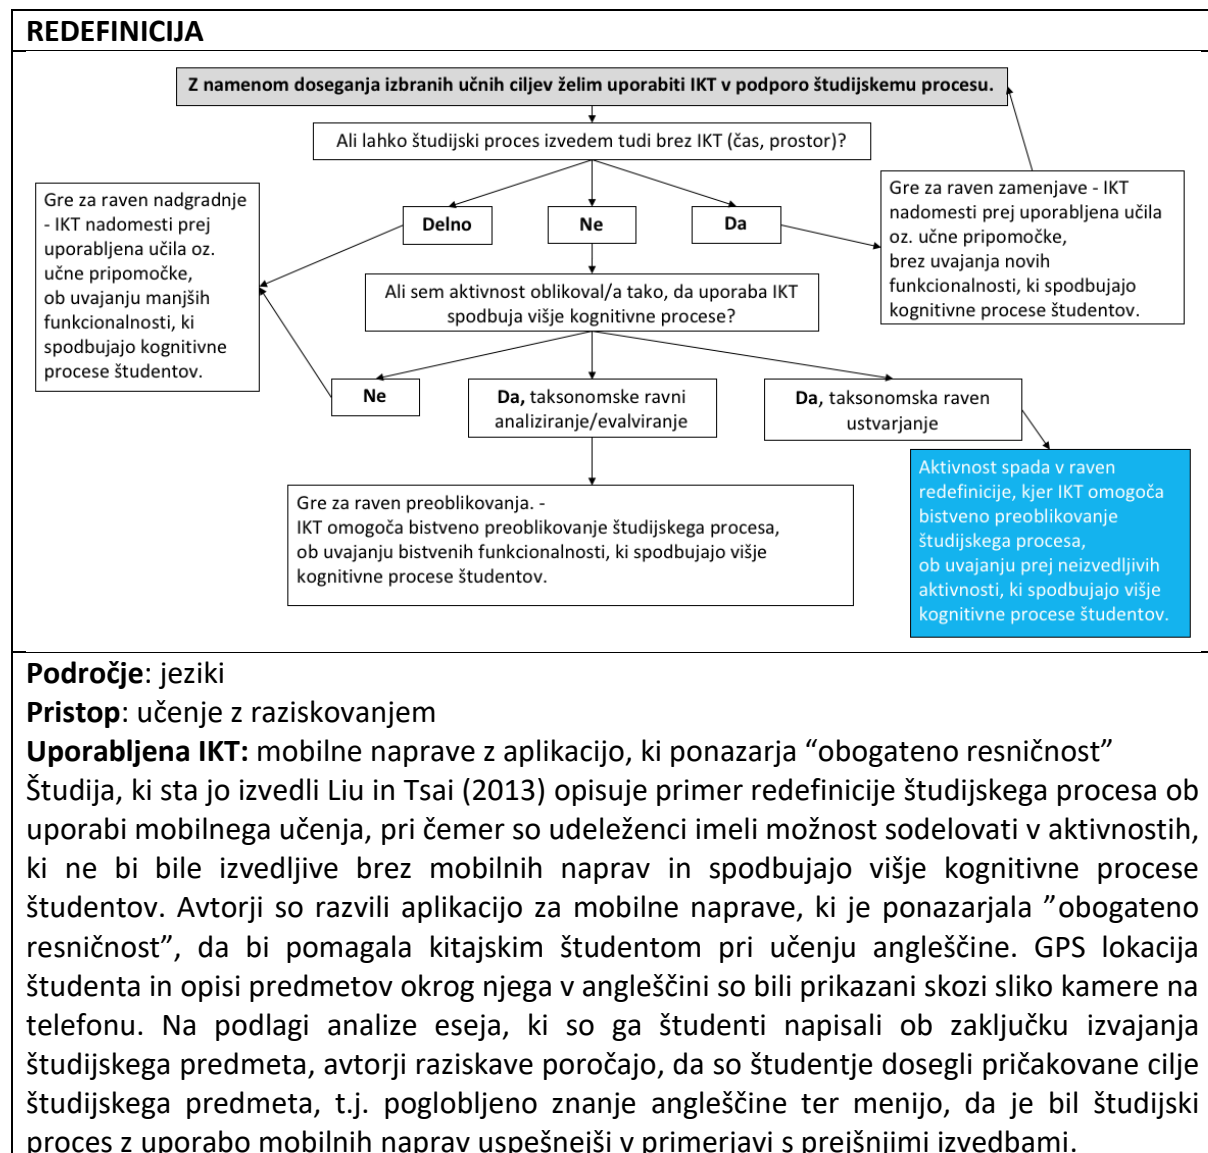 REDEFINICIJA
Z namenom doseganja izbranih učnih ciljev želim uporabiti IKT v podporo študijskemu procesu.
Ali lahko študijski proces izvedem tudi brez IKT (čas, prostor)?
Gre za raven nadgradnje
- IKT nadomesti prej
uporabljena učila oz.
učne pripomočke,
ob uvajanju manjših
funkcionalnosti, ki
spodbujajo kognitivne
procese študentov.
Delno
Ne
Da
Gre za raven zamenjave - IKT
nadomesti prej uporabljena učila
oz. učne pripomočke,
brez uvajanja novih
funkcionalnosti, ki spodbujajo
kognitivne procese študentov.
Ali sem aktivnost oblikoval/a tako, da uporaba IKT
spodbuja višje kognitivne procese?
Ne
Da, taksonomske ravni
analiziranje/evalviranje
Da, taksonomska raven
ustvarjanje
Gre za raven preoblikovanja. -
IKT omogoča bistveno preoblikovanje študijskega procesa,
ob uvajanju bistvenih funkcionalnosti, ki spodbujajo višje
kognitivne procese študentov.
Aktivnost spada v raven
redefinicije, kjer IKT omogoča
bistveno preoblikovanje
študijskega procesa,
ob uvajanju prej neizvedljivih
aktivnosti, ki spodbujajo višje
kognitivne procese študentov.
Področje: jeziki
Pristop: učenje z raziskovanjem
Uporabljena IKT: mobilne naprave z aplikacijo, ki ponazarja “obogateno resničnost”
Študija, ki sta jo izvedli Liu in Tsai (2013) opisuje primer redefinicije študijskega procesa ob
uporabi mobilnega učenja, pri čemer so udeleženci imeli možnost sodelovati v aktivnostih,
ki ne bi bile izvedljive brez mobilnih naprav in spodbujajo višje kognitivne procese
študentov. Avtorji so razvili aplikacijo za mobilne naprave, ki je ponazarjala ”obogateno
resničnost”, da bi pomagala kitajskim študentom pri učenju angleščine. GPS lokacija
študenta in opisi predmetov okrog njega v angleščini so bili prikazani skozi sliko kamere na
telefonu. Na podlagi analize eseja, ki so ga študenti napisali ob zaključku izvajanja
študijskega predmeta, avtorji raziskave poročajo, da so študentje dosegli pričakovane cilje
študijskega predmeta, t.j. poglobljeno znanje angleščine ter menijo, da je bil študijski
proces z uporabo mobilnih naprav uspešnejši v primerjavi s prejšnjimi izvedbami.